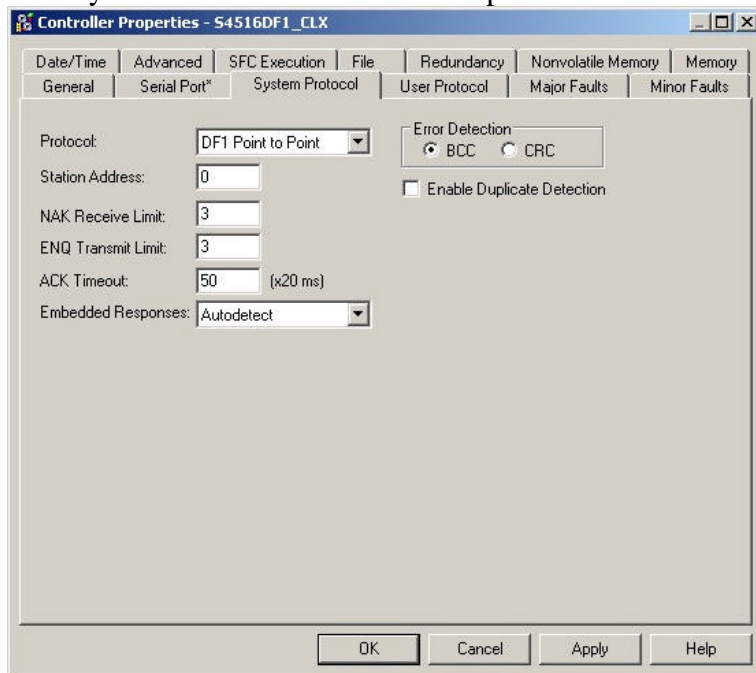 Controller Properties - S4516DF1_CLX
Date/Time Advanced SFC Execution File Redundancy Nonvolatile Memory Memory
General Serial Port* System Protocol User Protocol Major Faults Minor Faults
Protocol: DF1 Point to Point
Station Address: 0
NAK Receive Limit: 3
ENQ Transmit Limit: 3
ACK Timeout: 50 (x20 ms)
Embedded Responses: Autodetect
Error Detection
BCC CRC
Enable Duplicate Detection
OK Cancel Apply Help